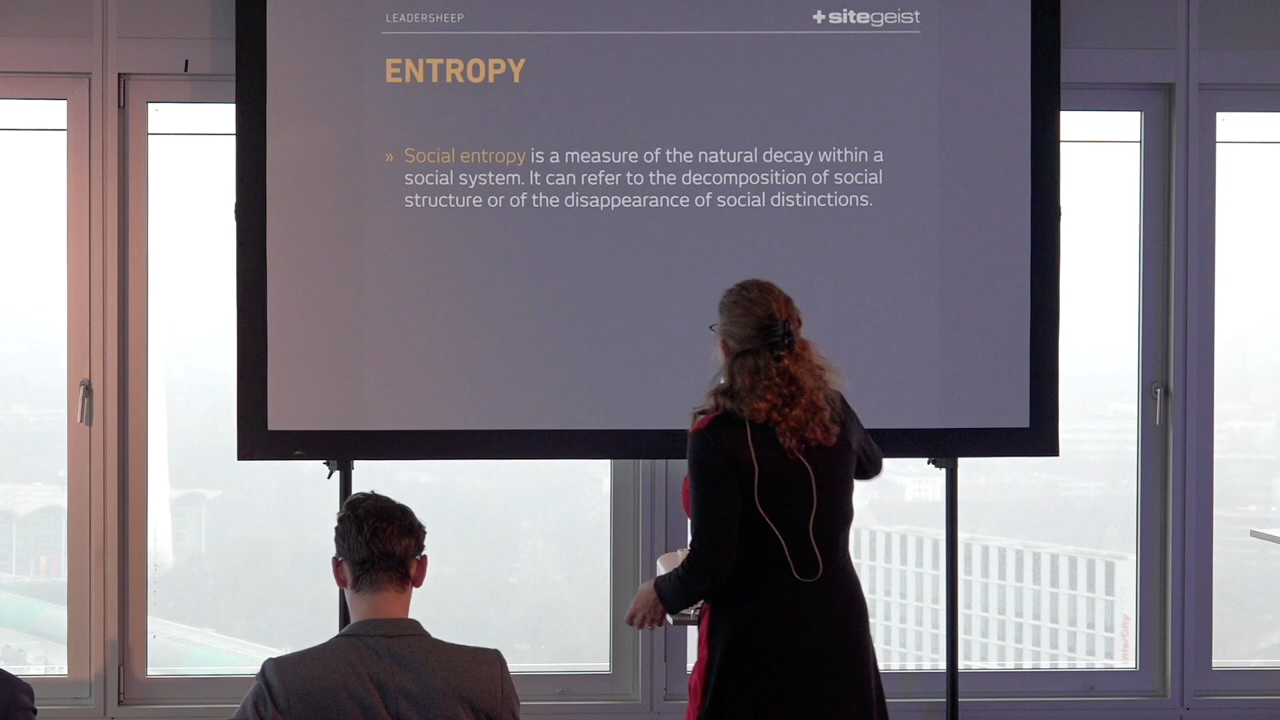 LEADERSHEEP
+sitegeist
ENTROPY
» Social entropy is a measure of the natural decay within a
social system. It can refer to the decomposition of social
structure or of the disappearance of social distinctions.
InterCity